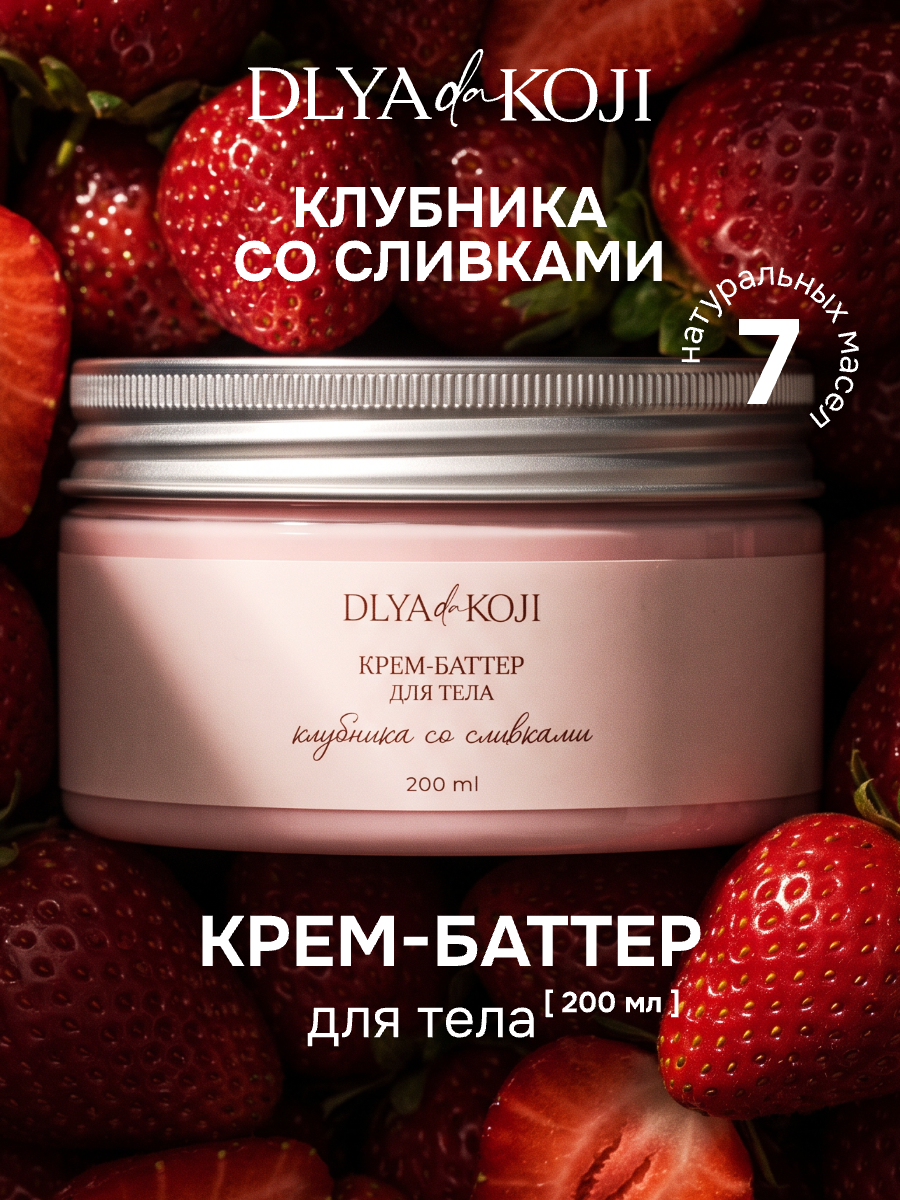 DLYA da KOJI
КЛУБНИКА
СО СЛИВКАМИ
7
натуральных масел
DLYA da KOJI
КРЕМ-БАТТЕР
ДЛЯ ТЕЛА
клубника со сливками
200 ml
КРЕМ-БАТТЕР
для тела [ 200 мл ]